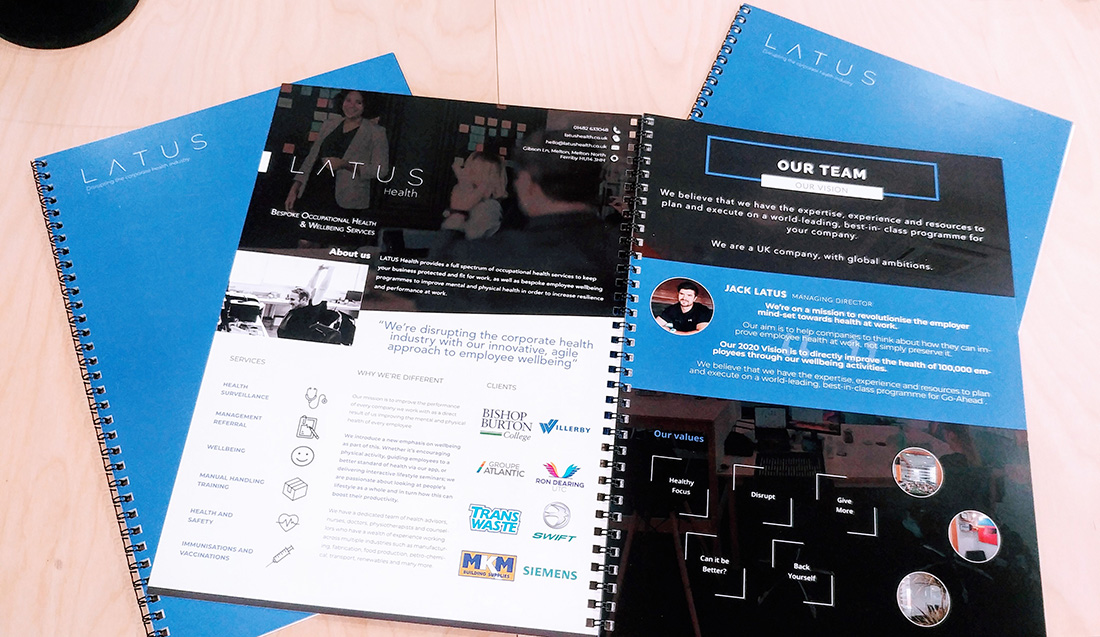 LATUS
Disrupting the corporate health industry
LATUS
Disrupting the corporate health industry
01482 633048
latushealth.co.uk
hello@latushealth.co.uk
Gibson Ln, Melton, Melton North
Ferriby HU14 3HH
LATUS
Health
BESPOKE OCCUPATIONAL HEALTH
& WELLBEING SERVICES
About us
LATUS Health provides a full spectrum of occupational health services to keep
your business protected and fit for work, as well as bespoke employee wellbeing
programmes to improve mental and physical health in order to increase resilience
and performance at work.
"We're disrupting the corporate health
industry with our innovative, agile
approach to employee wellbeing"
SERVICES
HEALTH
SURVEILLANCE
MANAGEMENT
REFERRAL
WELLBEING
MANUAL HANDLING
TRAINING
HEALTH AND
SAFETY
IMMUNISATIONS AND
VACCINATIONS
WHY WE'RE DIFFERENT
Our mission is to improve the performance
of every company we work with as a direct
result of us improving the mental and physical
health of every employee.
We introduce a new emphasis on wellbeing
as part of this. Whether it's encouraging
physical activity, guiding employees to a
better standard of health via our app, or
delivering interactive lifestyle seminars; we
are passionate about looking at people's
lifestyle as a whole and in turn how this can
boost their productivity.
We have a dedicated team of health advisors,
nurses, doctors, physiotherapists and counsel-
lors who have a wealth of experience working
across multiple industries such as manufactur-
ing, fabrication, food production, petro-chemi-
cal, transport, renewables and many more.
CLIENTS
BISHOP
BURTON
College
WILLERBY
GROUPE
ATLANTIC
RON DEARING
UTC
TRANS
WASTE
SWIFT
MKM
BUILDING SUPPLIES
SIEMENS
OUR TEAM
OUR VISION
We believe that we have the expertise, experience and resources to
plan and execute on a world-leading, best-in- class programme for
your company.
We are a UK company, with global ambitions.
JACK LATUS MANAGING DIRECTOR
We're on a mission to revolutionise the employer
mind-set towards health at work.
Our aim is to help companies to think about how they can im-
prove employee health at work, not simply preserve it.
Our 2020 Vision is to directly improve the health of 100,000 em-
ployees through our wellbeing activities.
We believe that we have the expertise, experience and resources to plan
and execute on a world-leading, best-in-class programme for Go-Ahead.
Our values
Healthy
Focus
Disrupt
Give
More
Can it be
Better?
Back
Yourself